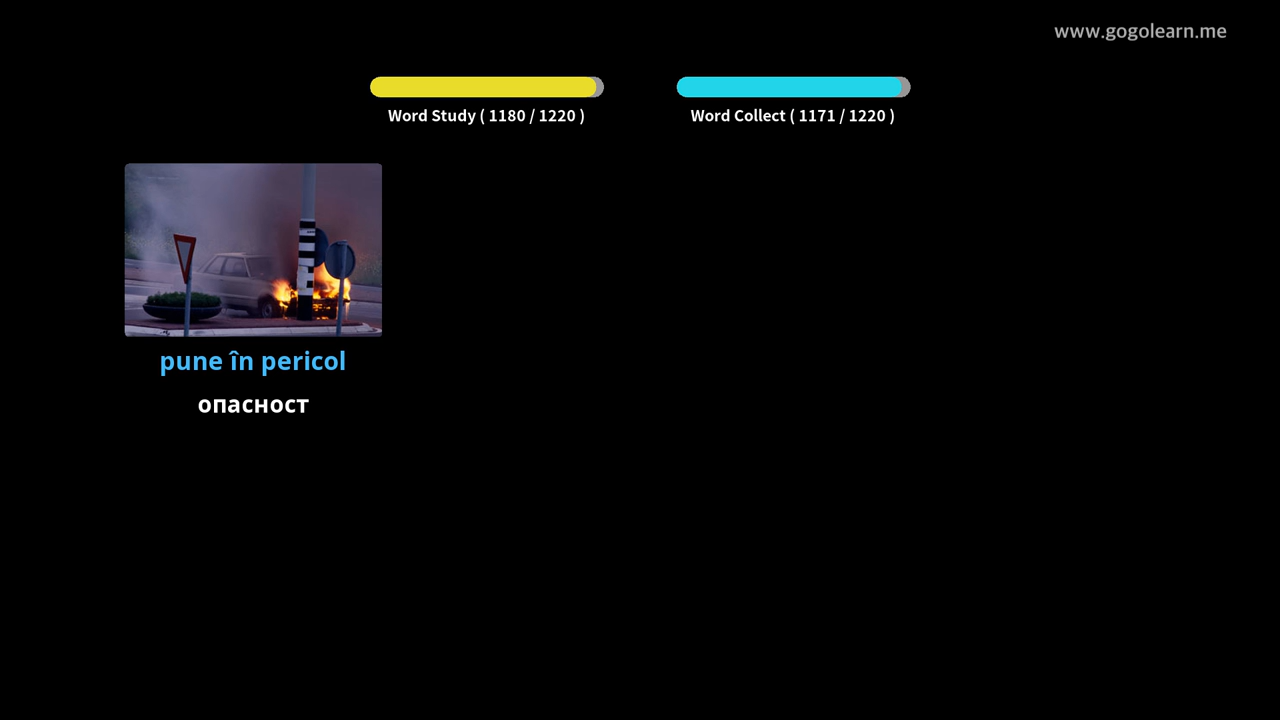 www.gogolearn.me
Word Study ( 1180 / 1220 )
Word Collect ( 1171 / 1220 )
pune în pericol
опасност